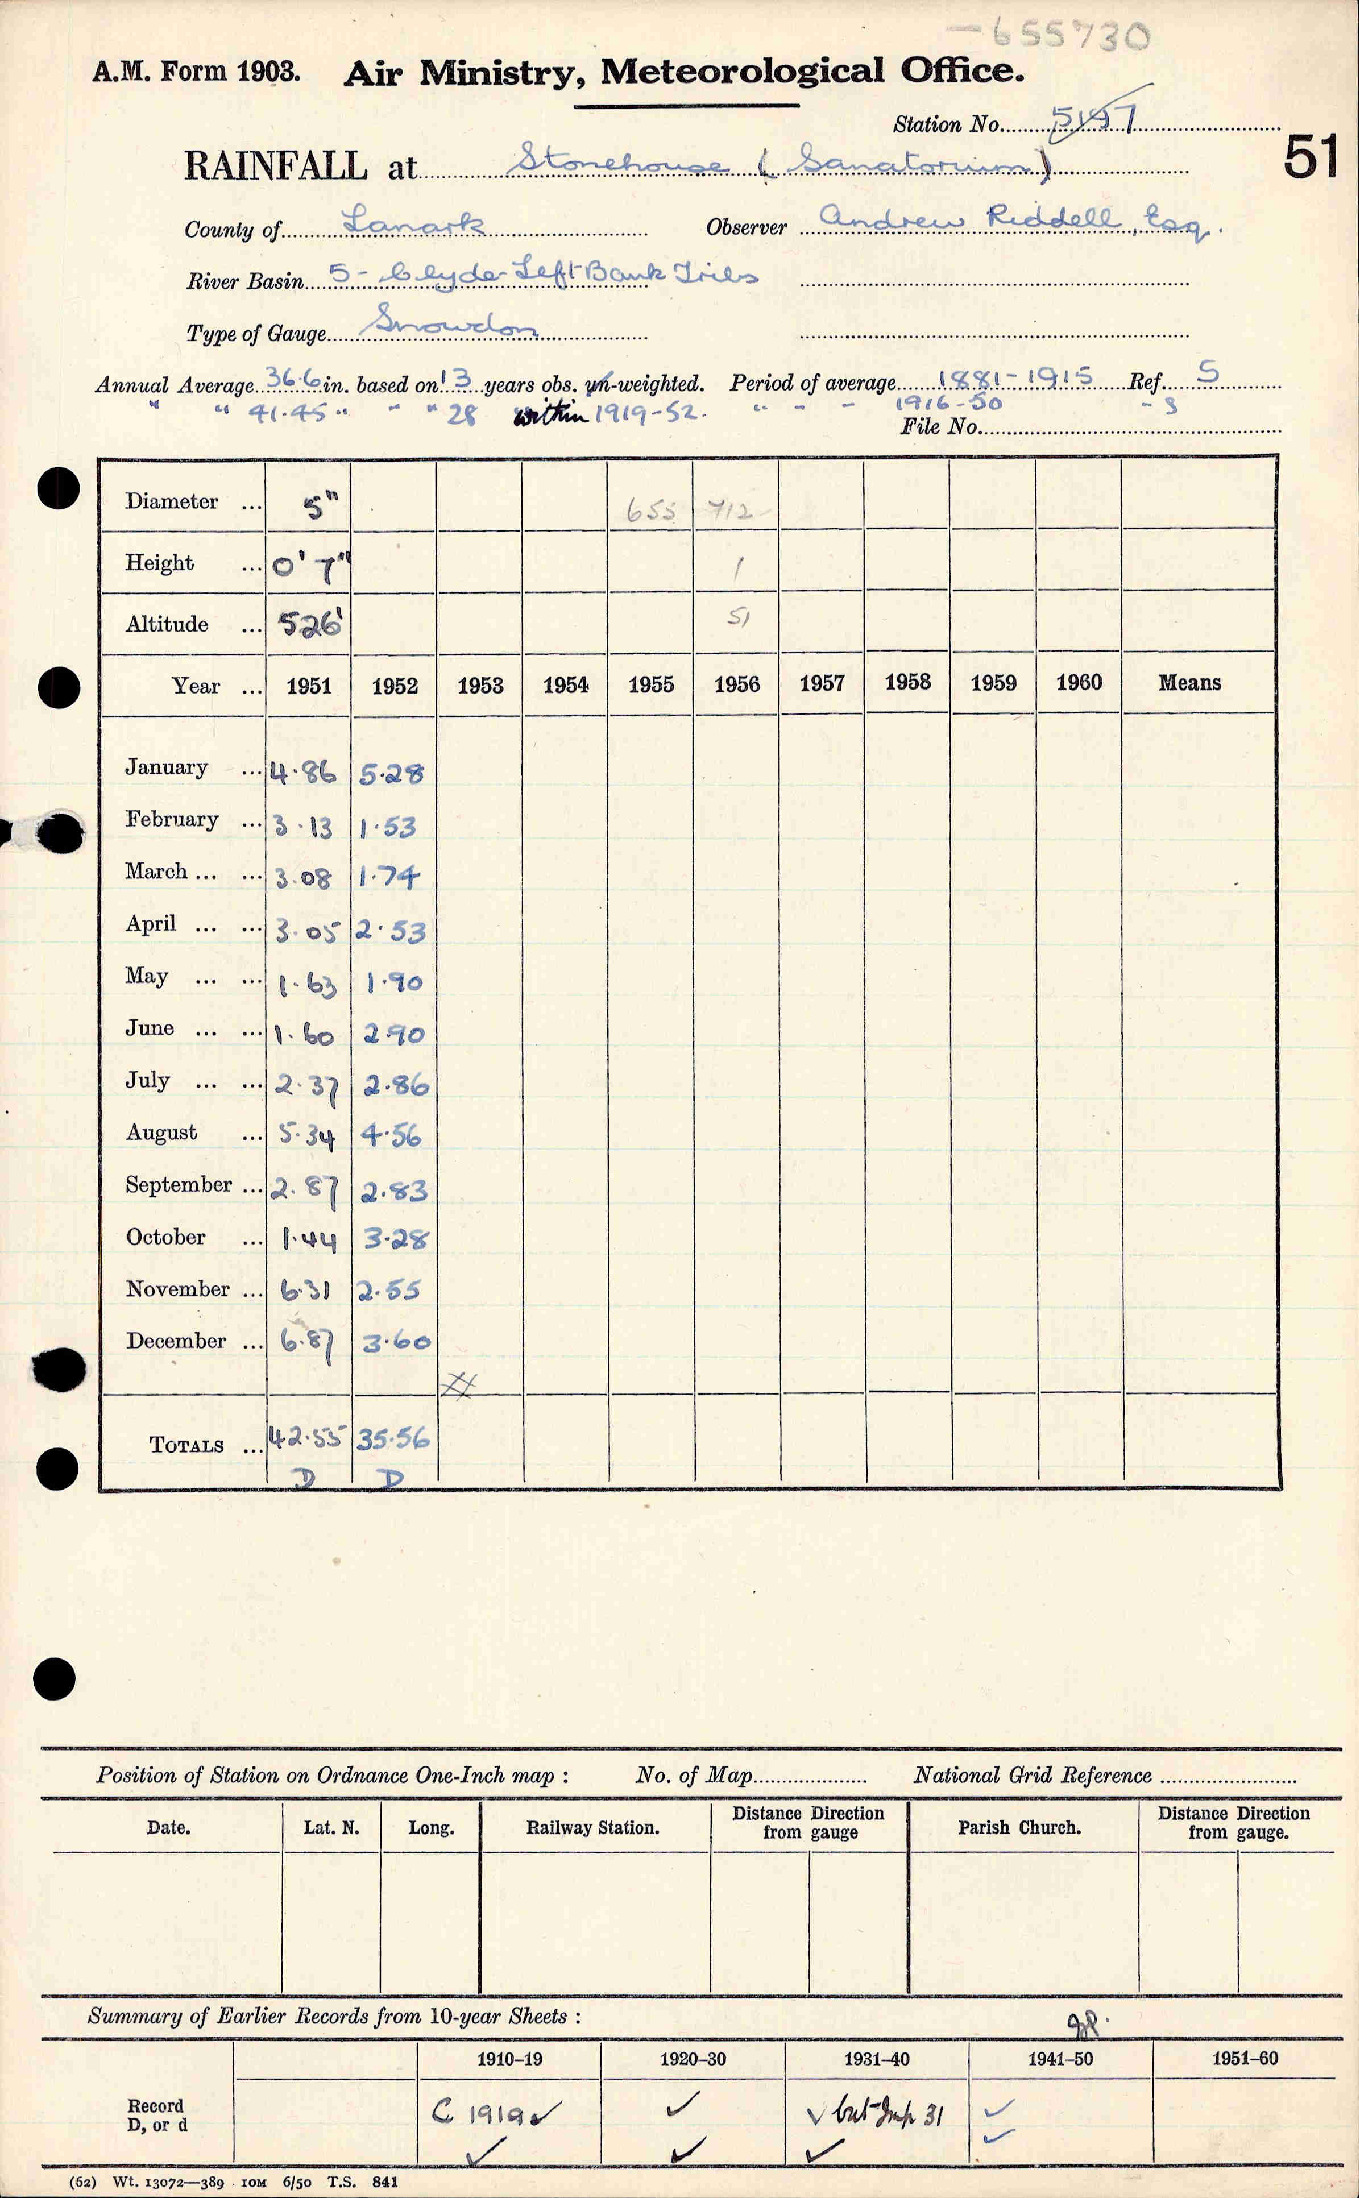 -655730
A.M. Form 1903. Air Ministry, Meteorological Office.
Station No. 5147
51
RAINFALL at Stonehouse (Sanatorium)
County of Lanark Observer Andrew Riddell, Esq.
River Basin 5 - Clyde - Left Bank Tribs
Type of Gauge Snowdon
Annual Average 36.6 in. based on 13 years obs. un-weighted. Period of average 1881-1915 Ref. S
" " 41.45 " " " 28 within 1919-52. " - - 1916-50 - S
File No.
Diameter ... 5" 655 712
Height ... 0' 7" 1
Altitude ... 526' 51
Year ... 1951 1952 1953 1954 1955 1956 1957 1958 1959 1960 Means
January ... 4.86 5.28
February ... 3.13 1.53
March ... ... 3.08 1.74
April ... ... 3.05 2.53
May ... ... 1.63 1.90
June ... ... 1.60 2.90
July ... ... 2.37 2.86
August ... 5.34 4.56
September ... 2.87 2.83
October ... 1.44 3.28
November ... 6.31 2.55
December ... 6.87 3.60
TOTALS ... 42.55 35.56
D D
Position of Station on Ordnance One-Inch map : No. of Map National Grid Reference
Date. Lat. N. Long. Railway Station. Distance Direction from gauge Parish Church. Distance Direction from gauge.
Summary of Earlier Records from 10-year Sheets :
1910-19 1920-30 1931-40 1941-50 1951-60
Record C 1919 ✓ ✓ ✓ but Imp 31 ✓
D, or d ✓ ✓ ✓ ✓
(62) Wt. 13072—389 10M 6/50 T.S. 841